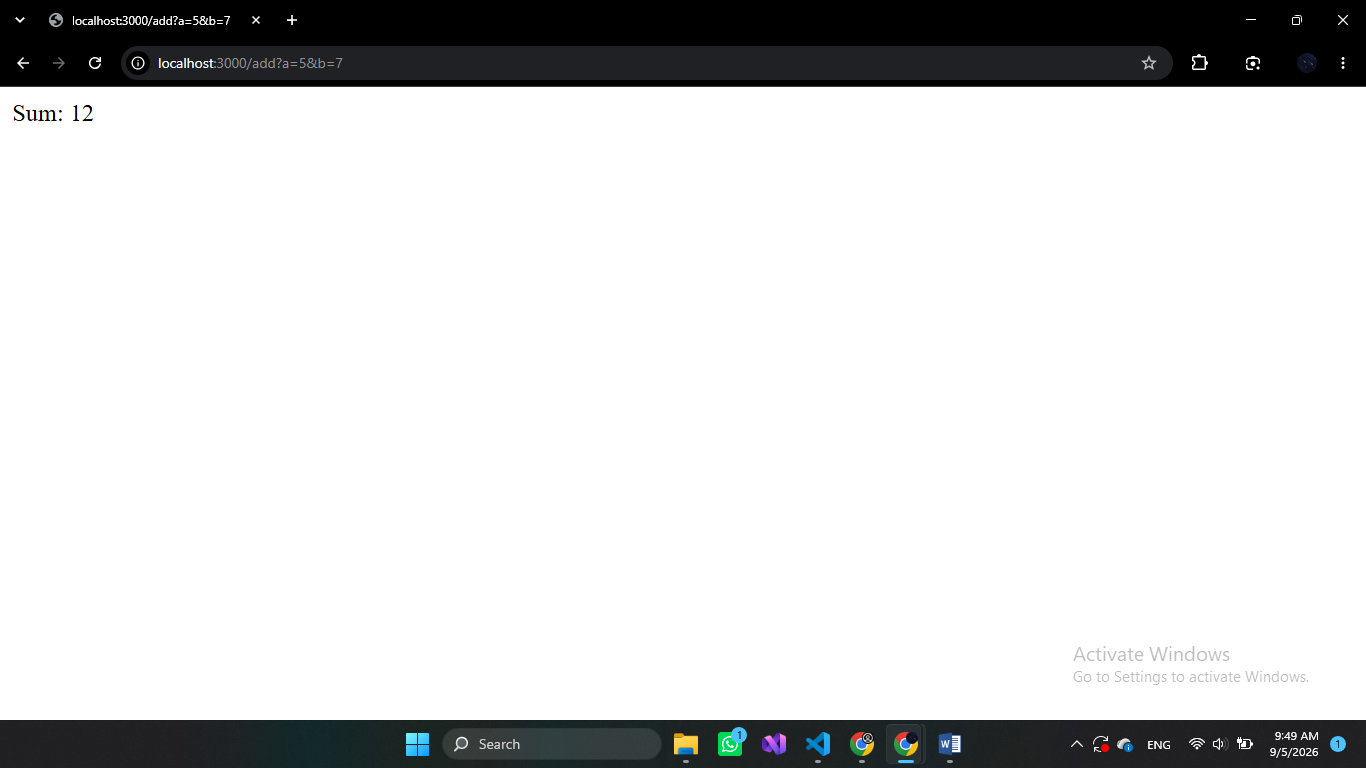 localhost:3000/add?a=5&b=7
localhost:3000/add?a=5&b=7
Sum: 12
Activate Windows
Go to Settings to activate Windows.
Search
1
ENG
9:49 AM
9/5/2026
1